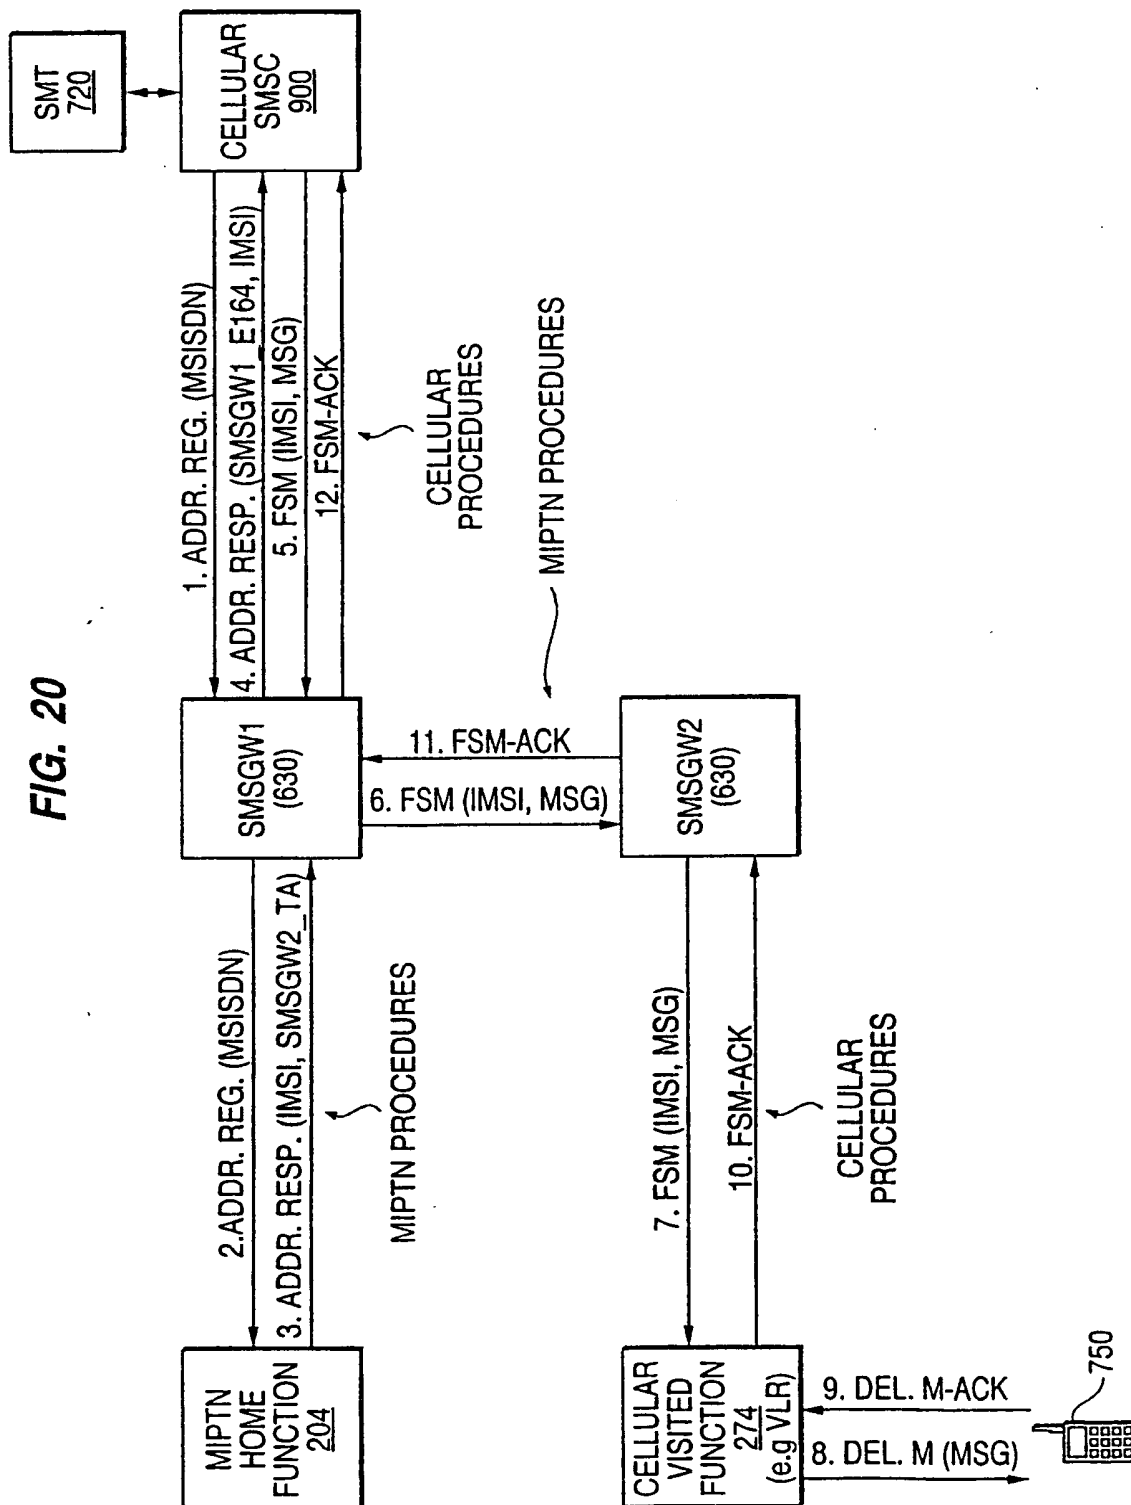 FIG. 20
SMT
720
CELLULAR
SMSC
900
1. ADDR. REG. (MSISDN)
4. ADDR. RESP. (SMSGW1_E164, IMSI)
5. FSM (IMSI, MSG)
12. FSM-ACK
CELLULAR
PROCEDURES
SMSGW1
(630)
2.ADDR. REG. (MSISDN)
3. ADDR. RESP. (IMSI, SMSGW2_TA)
MIPTN PROCEDURES
MIPTN
HOME
FUNCTION
204
11. FSM-ACK
6. FSM (IMSI, MSG)
MIPTN PROCEDURES
SMSGW2
(630)
7. FSM (IMSI, MSG)
10. FSM-ACK
CELLULAR
PROCEDURES
CELLULAR
VISITED
FUNCTION
274
(e.g VLR)
9. DEL. M-ACK
8. DEL. M (MSG)
750